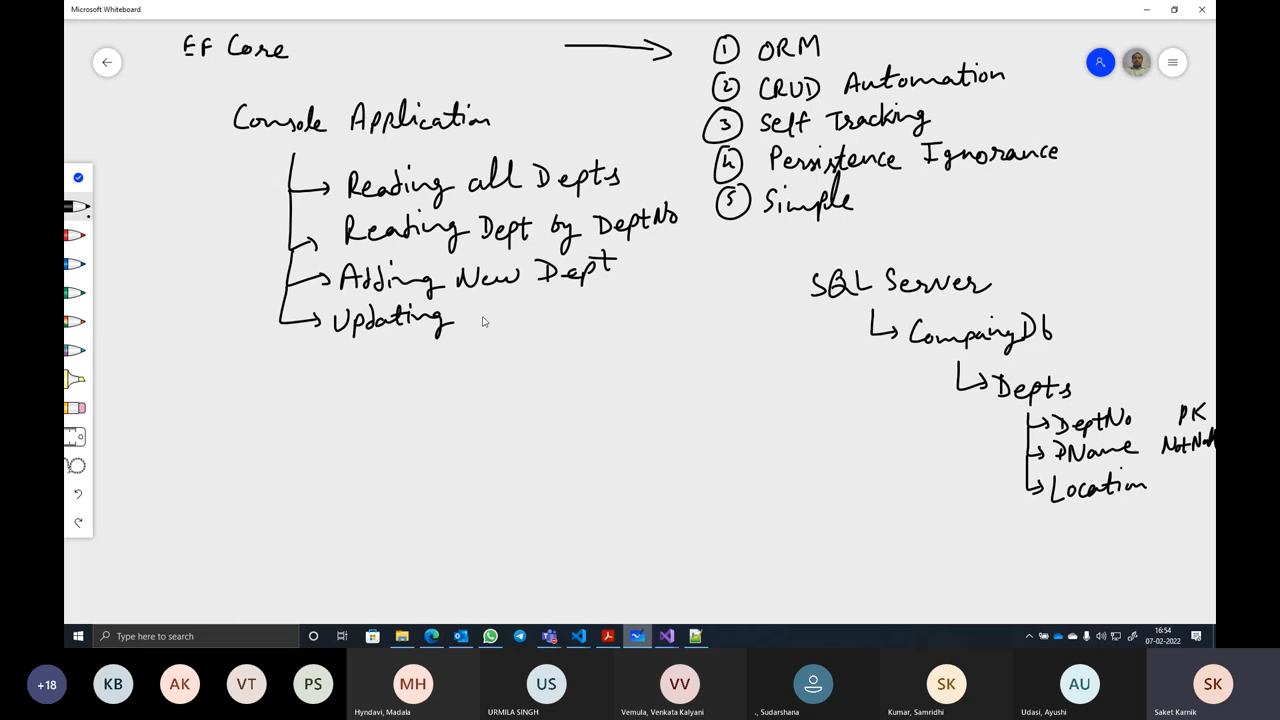 Microsoft Whiteboard
EF Core
Console Application
Reading all Depts
Reading Dept by DeptNo
Adding New Dept
Updating
1 ORM
2 CRUD Automation
3 Self Tracking
4 Persistence Ignorance
5 Simple
SQL Server
CompanyDb
Depts
DeptNo PK
DName NotNull
Location
Type here to search
16:54
07-02-2022
+18
KB
AK
VT
PS
MH
US
VV
SK
AU
SK
Hyndavi, Madala
URMILA SINGH
Vemula, Venkata Kalyani
., Sudarshana
Kumar, Samridhi
Udasi, Ayushi
Saket Karnik